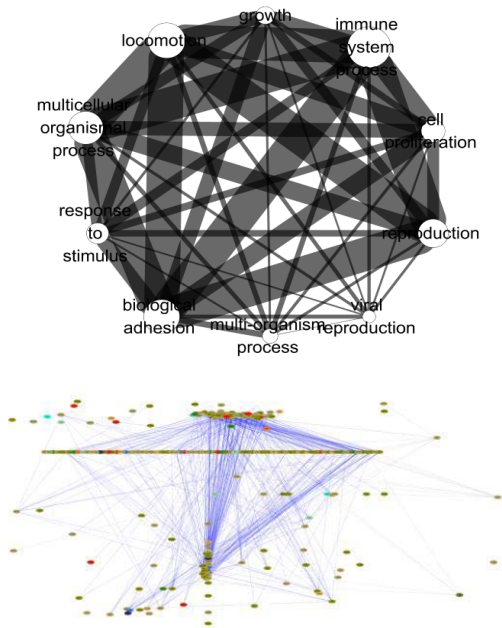 growth
immune
system
process
locomotion
cell
proliferation
multicellular
organismal
process
reproduction
response
to
stimulus
biological
adhesion
viral
reproduction
multi-organism
process